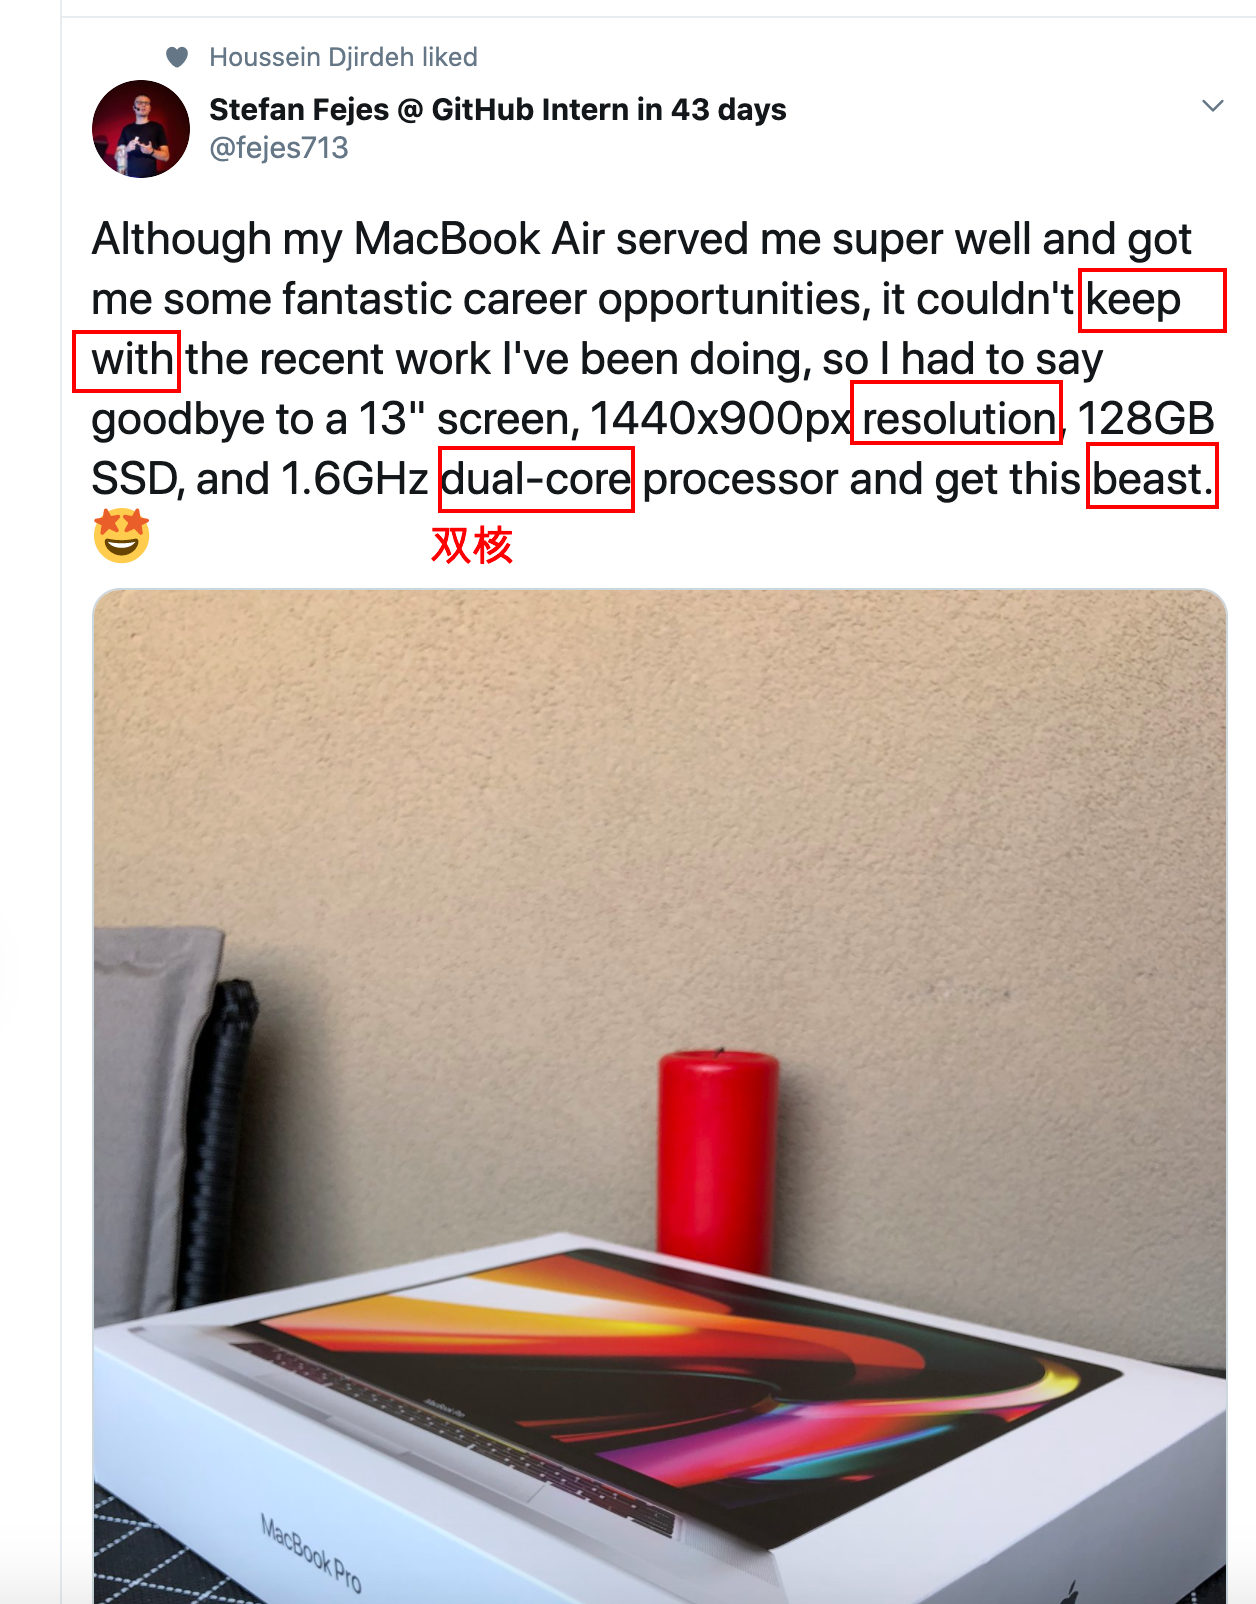 Houssein Djirdeh liked
Stefan Fejes @ GitHub Intern in 43 days
@fejes713
Although my MacBook Air served me super well and got
me some fantastic career opportunities, it couldn't keep
with the recent work I've been doing, so I had to say
goodbye to a 13" screen, 1440x900px resolution, 128GB
SSD, and 1.6GHz dual-core processor and get this beast.
🤩
双核
MacBook Pro
MacBook Pro